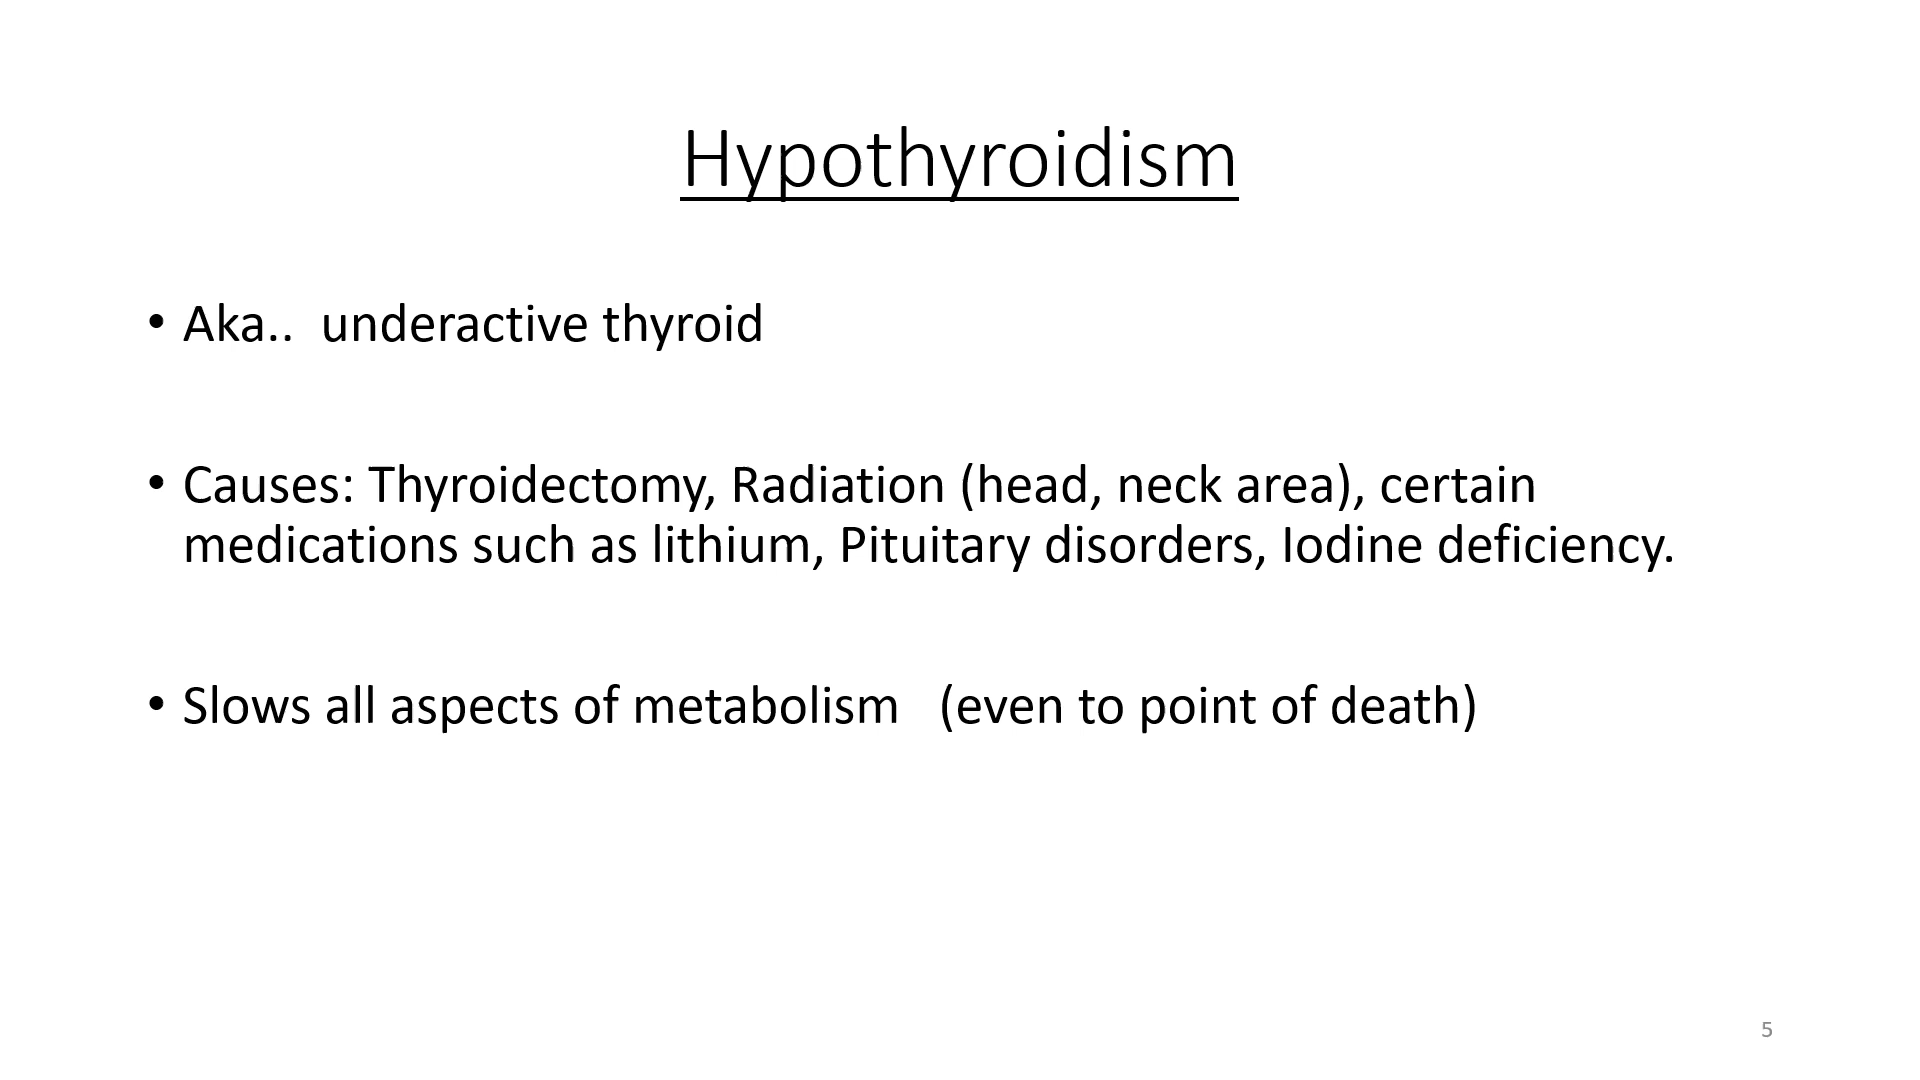 Hypothyroidism
• Aka..  underactive thyroid
• Causes: Thyroidectomy, Radiation (head, neck area), certain
medications such as lithium, Pituitary disorders, Iodine deficiency.
• Slows all aspects of metabolism   (even to point of death)
5